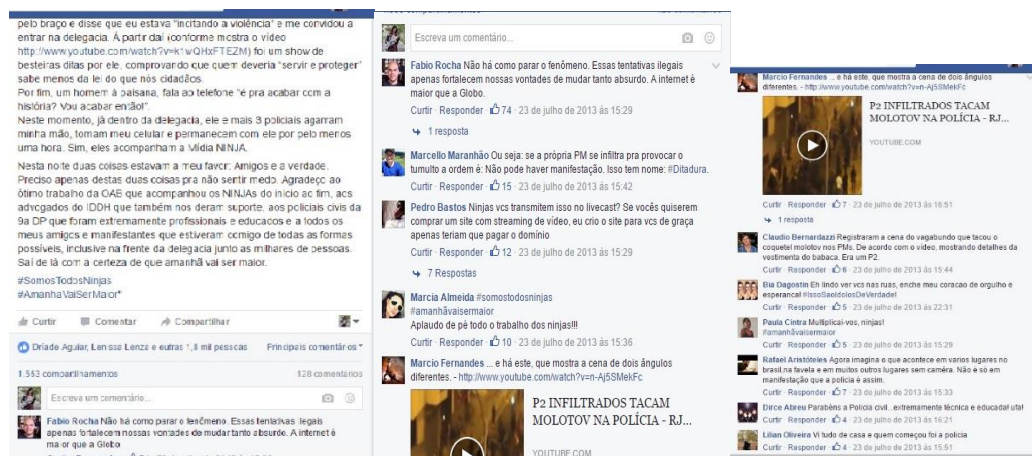 pelo braço e disse que eu estava "incitando a violência" e me convidou a
entrar na delegacia. A partir daí (conforme mostra o vídeo
http://www.youtube.com/watch?v=k1wQHxFTEZM) foi um show de
besteiras ditas por ele, comprovando que quem deveria "servir e proteger"
sabe menos da lei do que nós cidadãos.
Por fim, um homem à paisana, fala ao telefone "é pra acabar com a
história? Vou acabar então!".
Neste momento, já dentro da delegacia, ele e mais 3 policiais agarram
minha mão, tomam meu celular e permanecem com ele por pelo menos
uma hora. Sim, eles acompanham a Mídia NINJA.
Nesta noite duas coisas estavam a meu favor: Amigos e a verdade.
Preciso apenas destas duas coisas pra não sentir medo. Agradeço ao
ótimo trabalho da OAB que acompanhou os NINJAs do inicio ao fim, aos
advogados do IDDH que também nos deram suporte, aos policiais civis da
9a DP que foram extremamente profissionais e educados e a todos os
meus amigos e manifestantes que estiveram comigo de todas as formas
possíveis, inclusive na frente da delegacia junto as milhares de pessoas.
Saí de lá com a certeza de que amanhã vai ser maior.
#SomosTodosNinjas
#AmanhaVaiSerMaior"
Curtir Comentar Compartilhar
Dríade Aguiar, Lenissa Lenza e outras 1,8 mil pessoas Principais comentários
1.553 compartilhamentos 128 comentários
Escreva um comentário...
Fabio Rocha Não há como parar o fenômeno. Essas tentativas ilegais
apenas fortalecem nossas vontades de mudar tanto absurdo. A internet é
maior que a Globo.
Escreva um comentário...
Fabio Rocha Não há como parar o fenômeno. Essas tentativas ilegais
apenas fortalecem nossas vontades de mudar tanto absurdo. A internet é
maior que a Globo.
Curtir · Responder · 74 · 23 de julho de 2013 às 15:29
1 resposta
Marcello Maranhão Ou seja: se a própria PM se infiltra pra provocar o
tumulto a ordem é: Não pode haver manifestação. Isso tem nome: #Ditadura.
Curtir · Responder · 15 · 23 de julho de 2013 às 15:42
Pedro Bastos Ninjas vcs transmitem isso no livecast? Se vocês quiserem
comprar um site com streaming de vídeo, eu crio o site para vcs de graça
apenas teriam que pagar o domínio
Curtir · Responder · 12 · 23 de julho de 2013 às 15:29
7 Respostas
Marcia Almeida #somostodosninjas
#amanhãvaisermaior
Aplaudo de pé todo o trabalho dos ninjas!!!
Curtir · Responder · 10 · 23 de julho de 2013 às 15:36
Marcio Fernandes ... e há este, que mostra a cena de dois ângulos
diferentes. - http://www.youtube.com/watch?v=n-Aj5SMekFc
P2 INFILTRADOS TACAM
MOLOTOV NA POLÍCIA - RJ...
YOUTUBE.COM
Marcio Fernandes ... e há este, que mostra a cena de dois ângulos
diferentes. - http://www.youtube.com/watch?v=n-Aj5SMekFc
P2 INFILTRADOS TACAM
MOLOTOV NA POLÍCIA - RJ...
YOUTUBE.COM
Curtir · Responder · 7 · 23 de julho de 2013 às 16:51
1 resposta
Claudio Bernardazzi Registraram a cena do vagabundo que tacou o
coquetel molotov nos PMs. De acordo com o vídeo, mostrando detalhes da
vestimenta do babaca. Era um P2.
Curtir · Responder · 6 · 23 de julho de 2013 às 15:44
Bia Dagostin Eh lindo ver vcs nas ruas, enche meu coracao de orgulho e
esperanca! #IssoSaoIdolosDeVerdade!
Curtir · Responder · 5 · 23 de julho de 2013 às 22:31
Paula Cintra Multiplicai-vos, ninjas!
#amanhãvaisermaior
Curtir · Responder · 5 · 23 de julho de 2013 às 15:29
Rafael Aristóteles Agora imagina o que acontece em varios lugares no
brasil,na favela e em muitos outros lugares sem camêra. Não é só em
manifestação que a policia é assim.
Curtir · Responder · 7 · 23 de julho de 2013 às 15:33
Dirce Abreu Parabéns a Policia civil...extremamente técnica e educada! ufa!
Curtir · Responder · 4 · 23 de julho de 2013 às 16:21
Lilian Oliveira Vi tudo de casa e quem começou foi a policia
Curtir · Responder · 4 · 23 de julho de 2013 às 15:51